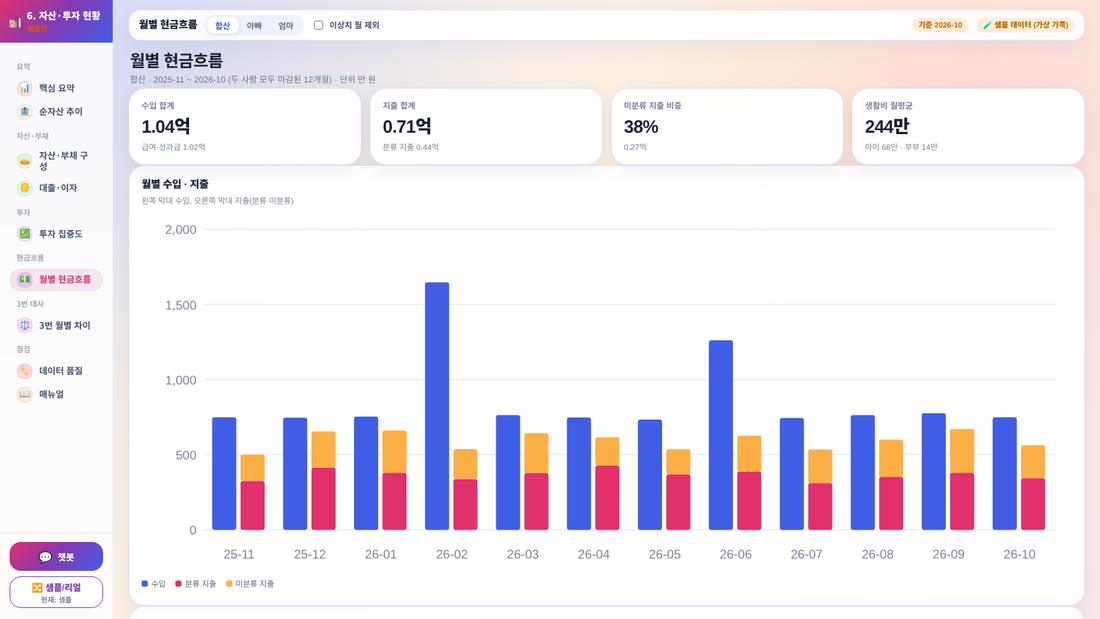 6. 자산·투자 현황
샘플판
요약
핵심 요약
순자산 추이
자산·부채
자산·부채 구
성
대출·이자
투자
투자 집중도
현금흐름
월별 현금흐름
3번 대사
3번 월별 차이
점검
데이터 품질
매뉴얼
챗봇
샘플/리얼
현재: 샘플
월별 현금흐름 합산 아빠 엄마 이상치 월 제외 기준 2026-10 샘플 데이터 (가상 가족)
월별 현금흐름
합산 · 2025-11 ~ 2026-10 (두 사람 모두 마감된 12개월) · 단위 만 원
수입 합계
1.04억
급여·성과급 1.02억
지출 합계
0.71억
분류 지출 0.44억
미분류 지출 비중
38%
0.27억
생활비 월평균
244만
아이 68만 · 부부 14만
월별 수입 · 지출
왼쪽 막대 수입, 오른쪽 막대 지출(분류·미분류)
2,000
1,500
1,000
500
0
25-11 25-12 26-01 26-02 26-03 26-04 26-05 26-06 26-07 26-08 26-09 26-10
수입 분류 지출 미분류 지출